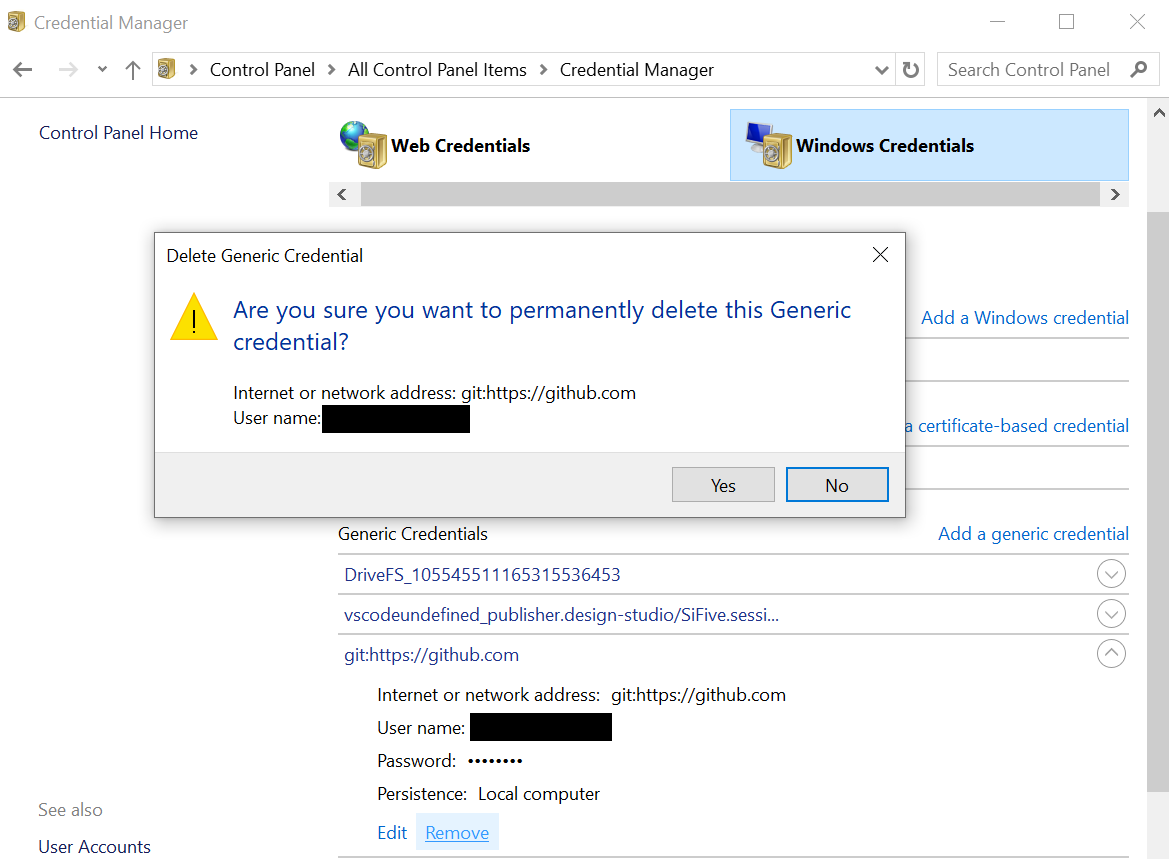 Credential Manager
Control Panel > All Control Panel Items > Credential Manager
Search Control Panel
Control Panel Home
Web Credentials
Windows Credentials
Delete Generic Credential
Are you sure you want to permanently delete this Generic
credential?
Internet or network address: git:https://github.com
User name:
Yes
No
Add a Windows credential
a certificate-based credential
Generic Credentials
Add a generic credential
DriveFS_105545511165315536453
vscodeundefined_publisher.design-studio/SiFive.sessi...
git:https://github.com
Internet or network address: git:https://github.com
User name:
Password: ••••••••
Persistence: Local computer
Edit
Remove
See also
User Accounts